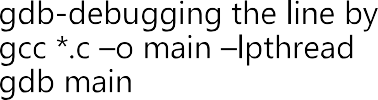 gdb-debugging the line by
gcc *.c –o main –lpthread
gdb main